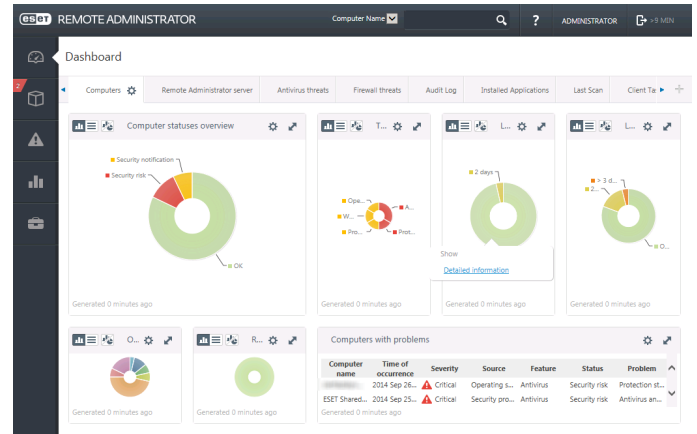 eset REMOTE ADMINISTRATOR Computer Name ? ADMINISTRATOR >9 MIN
Dashboard
2
Computers Remote Administrator server Antivirus threats Firewall threats Audit Log Installed Applications Last Scan Client Ta
Computer statuses overview
Security notification
Security risk
OK
Generated 0 minutes ago
T...
Ope...
W...
Pro...
A...
Prot...
Generated 0 minutes ago
L...
2 days
Show
Detailed information
Generated 0 minutes ago
L...
> 3 d...
2...
O...
Generated 0 minutes ago
O...
Generated 0 minutes ago
R...
Generated 0 minutes ago
Computers with problems
Computer name Time of occurrence Severity Source Feature Status Problem
2014 Sep 26... Critical Operating s... Antivirus Security risk Protection st...
ESET Shared... 2014 Sep 25... Critical Security pro... Antivirus Security risk Antivirus an...
Generated 0 minutes ago